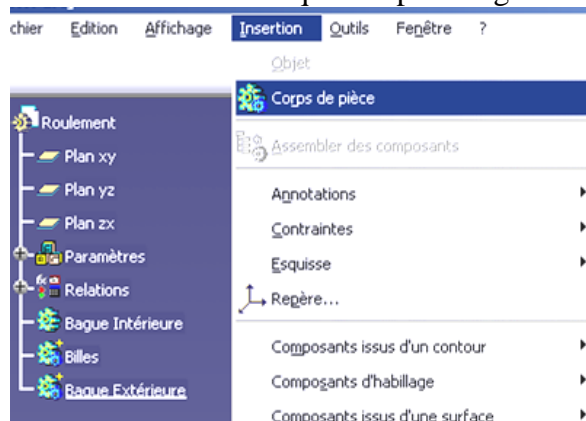 chier Edition Affichage Insertion Outils Fenêtre ?
Objet
Corps de pièce
Assembler des composants
Annotations
Contraintes
Esquisse
Repère...
Composants issus d'un contour
Composants d'habillage
Composants issus d'une surface
Roulement
Plan xy
Plan yz
Plan zx
Paramètres
Relations
Bague Intérieure
Billes
Bague Extérieure